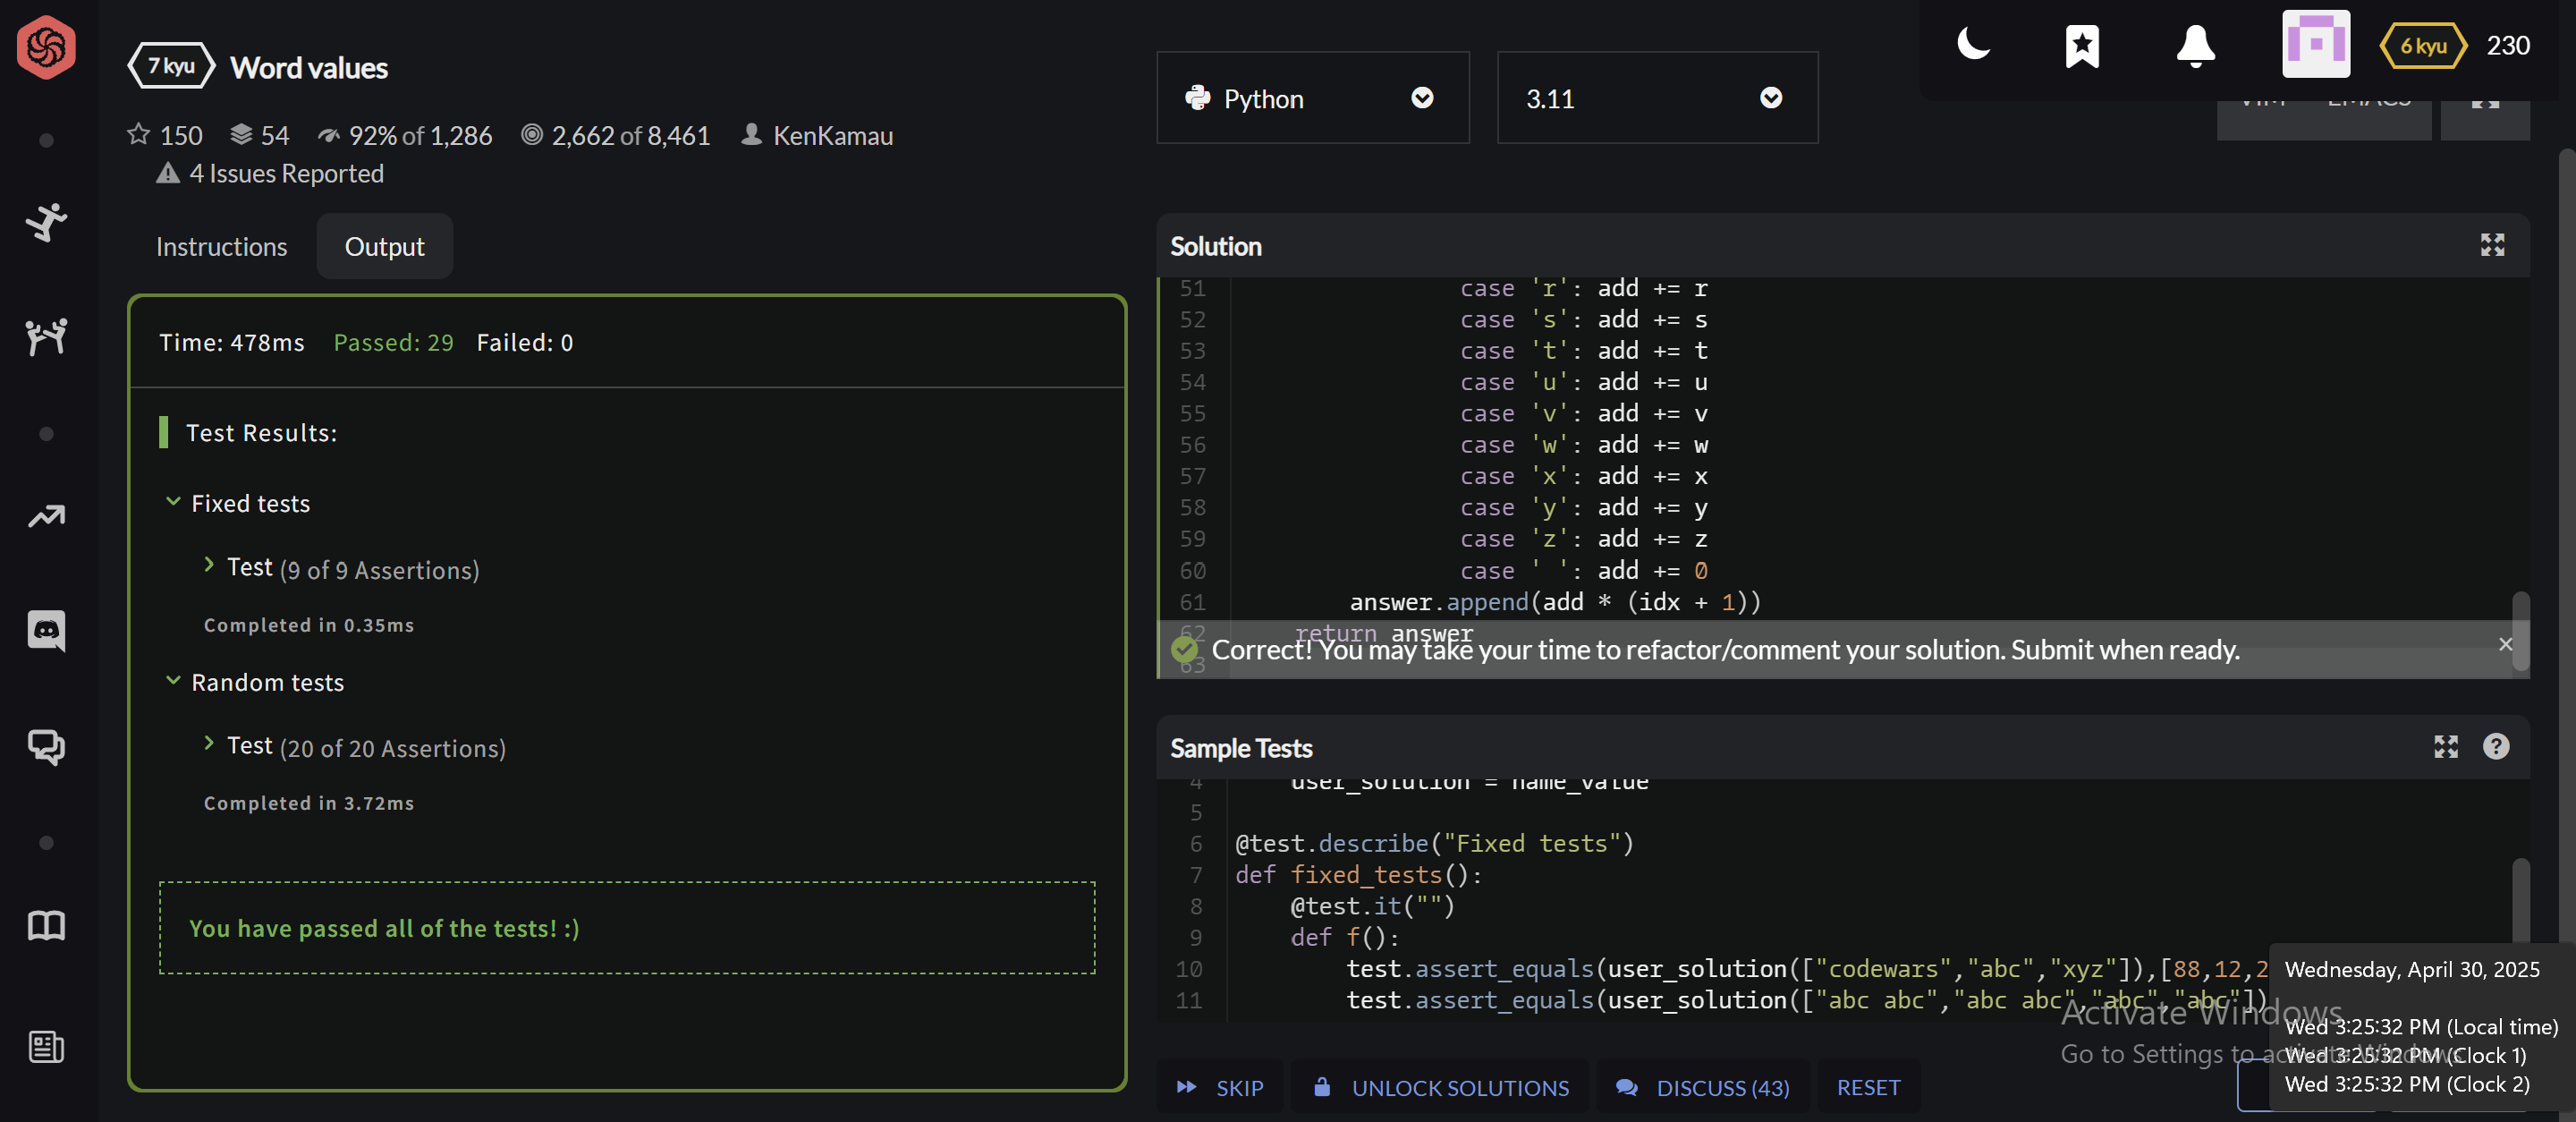 7 kyu Word values
150 54 92% of 1,286 2,662 of 8,461 KenKamau
4 Issues Reported
Python
3.11
VIM EMACS
6 kyu 230
Instructions Output
Time: 478ms Passed: 29 Failed: 0
Test Results:
Fixed tests
Test (9 of 9 Assertions)
Completed in 0.35ms
Random tests
Test (20 of 20 Assertions)
Completed in 3.72ms
You have passed all of the tests! :)
Solution
51 case 'r': add += r
52 case 's': add += s
53 case 't': add += t
54 case 'u': add += u
55 case 'v': add += v
56 case 'w': add += w
57 case 'x': add += x
58 case 'y': add += y
59 case 'z': add += z
60 case ' ': add += 0
61 answer.append(add * (idx + 1))
62 return answer
63
Correct! You may take your time to refactor/comment your solution. Submit when ready.
Sample Tests
4 user_solution = name_value
5
6 @test.describe("Fixed tests")
7 def fixed_tests():
8 @test.it("")
9 def f():
10 test.assert_equals(user_solution(["codewars","abc","xyz"]),[88,12,2
11 test.assert_equals(user_solution(["abc abc","abc abc","abc","abc"])
SKIP UNLOCK SOLUTIONS DISCUSS (43) RESET
Activate Windows
Go to Settings to activate Windows.
Wednesday, April 30, 2025
Wed 3:25:32 PM (Local time)
Wed 3:25:32 PM (Clock 1)
Wed 3:25:32 PM (Clock 2)